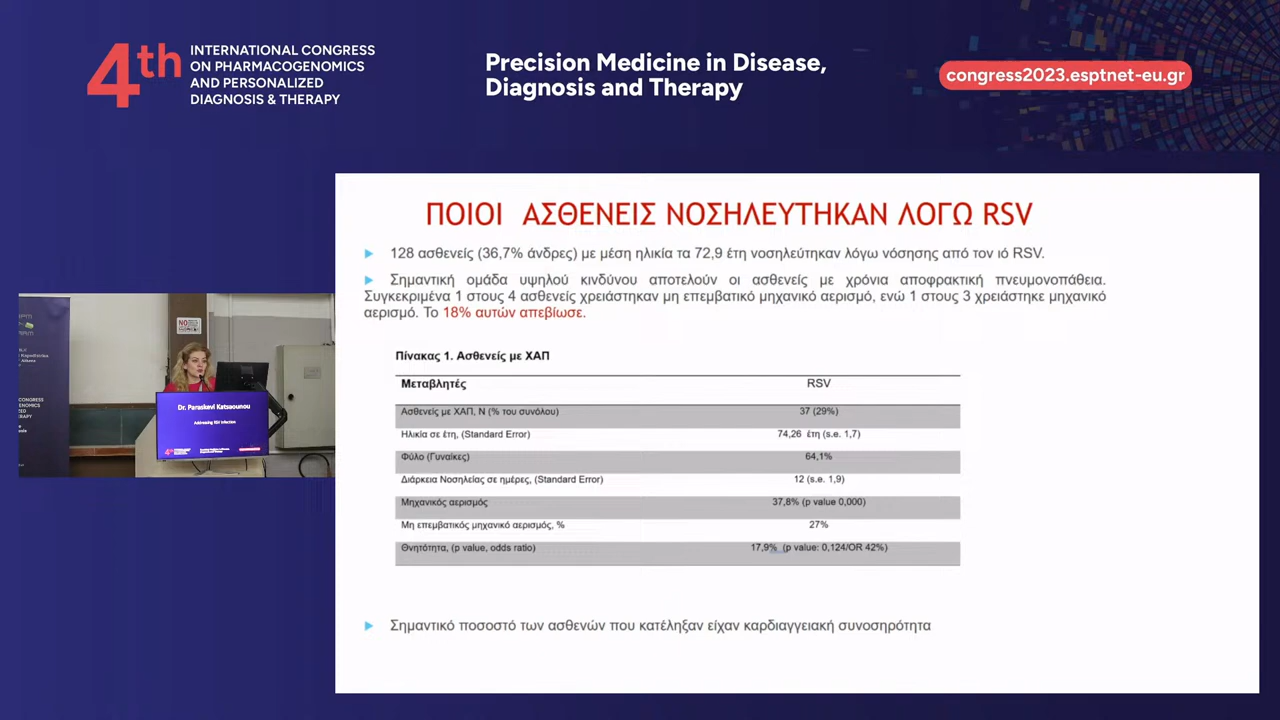 4th
INTERNATIONAL CONGRESS
ON PHARMACOGENOMICS
AND PERSONALIZED
DIAGNOSIS & THERAPY
Precision Medicine in Disease,
Diagnosis and Therapy
congress2023.esptnet-eu.gr
ΠΟΙΟΙ ΑΣΘΕΝΕΙΣ ΝΟΣΗΛΕΥΤΗΚΑΝ ΛΟΓΩ RSV
128 ασθενείς (36,7% άνδρες) με μέση ηλικία τα 72,9 έτη νοσηλεύτηκαν λόγω νόσησης από τον ιό RSV.
Σημαντική ομάδα υψηλού κινδύνου αποτελούν οι ασθενείς με χρόνια αποφρακτική πνευμονοπάθεια.
Συγκεκριμένα 1 στους 4 ασθενείς χρειάστηκαν μη επεμβατικό μηχανικό αερισμό, ενώ 1 στους 3 χρειάστηκε μηχανικό
αερισμό. Το 18% αυτών απεβίωσε.
Πίνακας 1. Ασθενείς με ΧΑΠ
Μεταβλητές RSV
Ασθενείς με ΧΑΠ, Ν (% του συνόλου) 37 (29%)
Ηλικία σε έτη, (Standard Error) 74,26 έτη (s.e. 1,7)
Φύλο (Γυναίκες) 64,1%
Διάρκεια Νοσηλείας σε ημέρες, (Standard Error) 12 (s.e. 1,9)
Μηχανικός αερισμός 37,8% (p value 0,000)
Μη επεμβατικός μηχανικό αερισμός, % 27%
Θνητότητα, (p value, odds ratio) 17,9% (p value: 0,124/OR 42%)
Σημαντικό ποσοστό των ασθενών που κατέληξαν είχαν καρδιαγγειακή συνοσηρότητα
NO
Dr. Paraskevi Katsaounou
Addressing RSV Infection